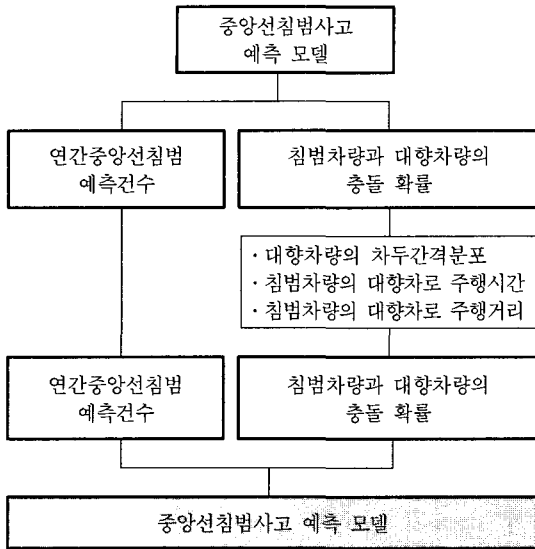 중앙선침범사고
예측 모델
연간중앙선침범
예측건수
침범차량과 대향차량의
충돌 확률
· 대향차량의 차두간격분포
· 침범차량의 대향차로 주행시간
· 침범차량의 대향차로 주행거리
연간중앙선침범
예측건수
침범차량과 대향차량의
충돌 확률
중앙선침범사고 예측 모델